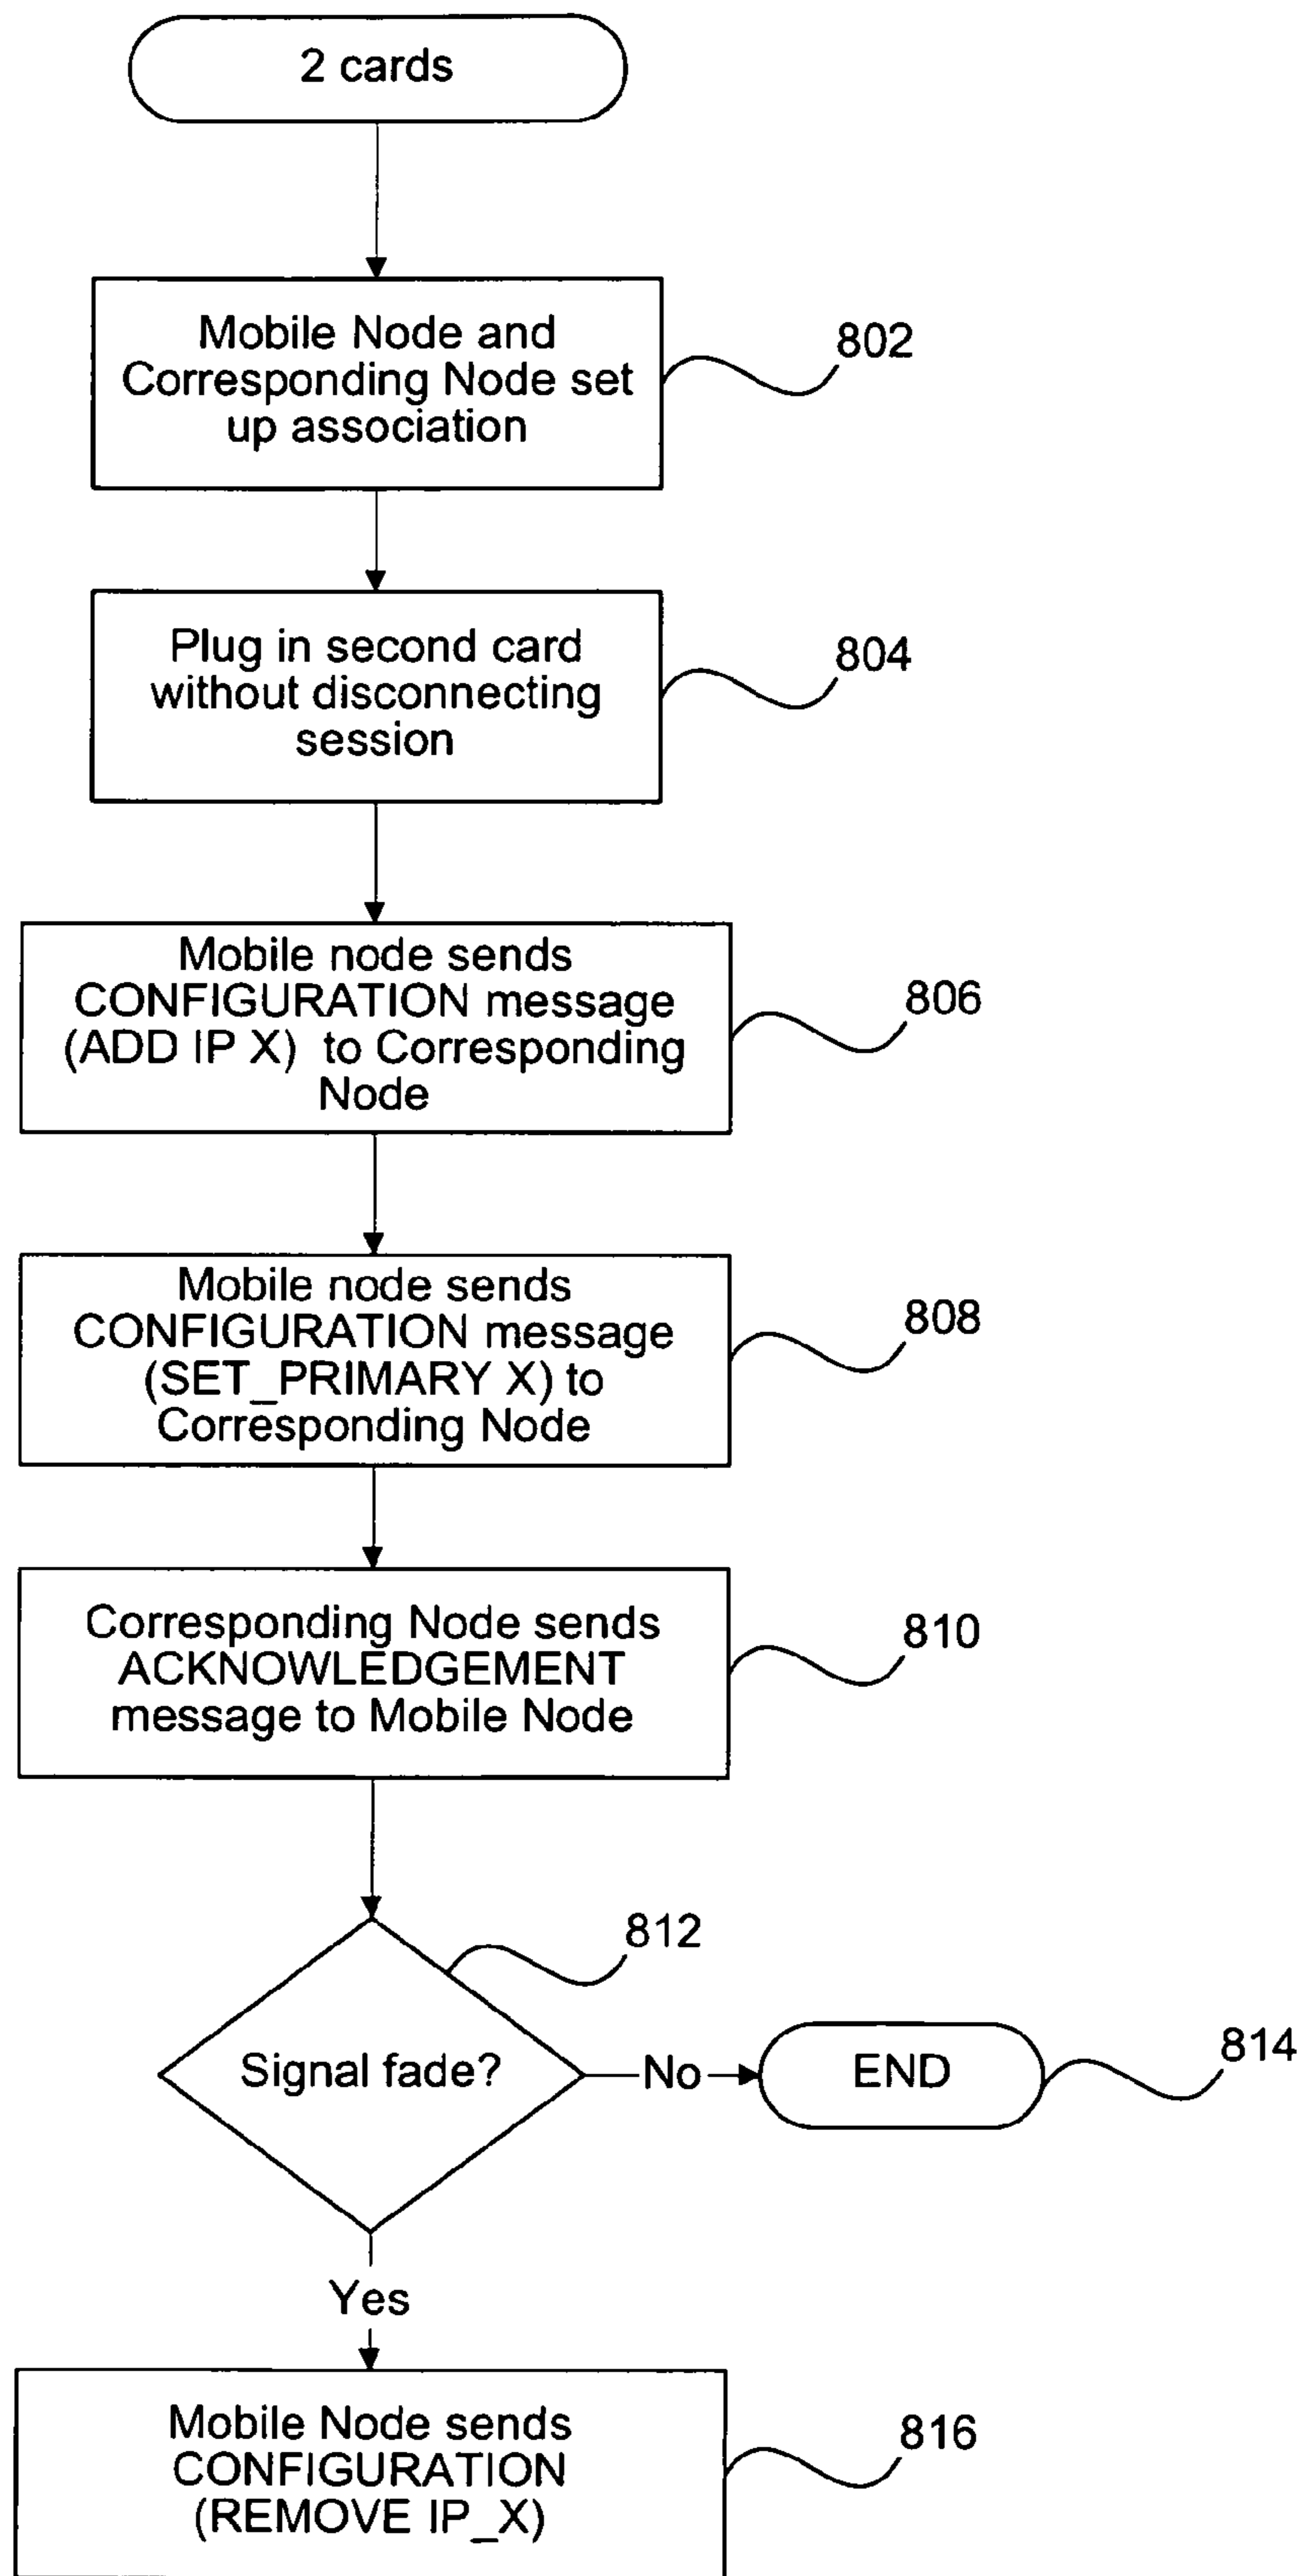 2 cards
Mobile Node and
Corresponding Node set
up association
802
Plug in second card
without disconnecting
session
804
Mobile node sends
CONFIGURATION message
(ADD IP X) to Corresponding
Node
806
Mobile node sends
CONFIGURATION message
(SET_PRIMARY X) to
Corresponding Node
808
Corresponding Node sends
ACKNOWLEDGEMENT
message to Mobile Node
810
812
Signal fade?
No
END
814
Yes
Mobile Node sends
CONFIGURATION
(REMOVE IP_X)
816